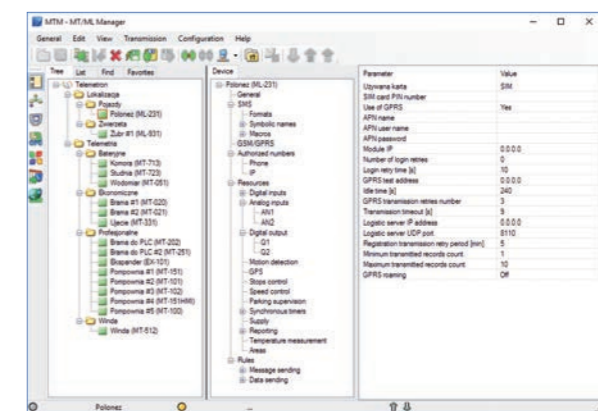 MTM - MT/ML Manager
General Edit View Transmission Configuration Help
Tree List Find Favorites
Telemetron
Lokalizacja
Pojazdy
Polonez (ML-231)
Zwierzeta
Żubr #1 (ML-931)
Telemetria
Bateryjne
Komora (MT-713)
Studnia (MT-723)
Wodomiar (MT-051)
Ekonomiczne
Brama #1 (MT-020)
Brama #2 (MT-021)
Ujęcie (MT-331)
Profesjonalne
Brama do PLC (MT-202)
Brama do PLC #2 (MT-251)
Ekspander (EX-101)
Pompownia #1 (MT-151)
Pompownia #2 (MT-101)
Pompownia #3 (MT-102)
Pompownia #4 (MT-151HMI)
Pompownia #5 (MT-100)
Winda
Winda (MT-512)
Device
Polonez (ML-231)
General
SMS
Formats
Symbolic names
Macros
GSM/GPRS
Authorized numbers
Phone
IP
Resources
Digital inputs
Analog inputs
AN1
AN2
Digital output
Q1
Q2
Motion detection
GPS
Stops control
Speed control
Parking supervision
Synchronous timers
Supply
Reporting
Temperature measurement
Areas
Rules
Message sending
Data sending
Parameter Value
Używana karta SIM
SIM card PIN number
Use of GPRS Yes
APN name
APN user name
APN password
Module IP 0.0.0.0
Number of login retries 0
Login retry time [s] 10
GPRS test address 0.0.0.0
Idle time [s] 240
GPRS transmission retries number 3
Transmission timeout [s] 9
Logistic server IP address 0.0.0.0
Logistic server UDP port 8110
Registration transmission retry period [min] 5
Minimum transmitted records count 1
Maximum transmitted records count 10
GPRS roaming Off
Polonez